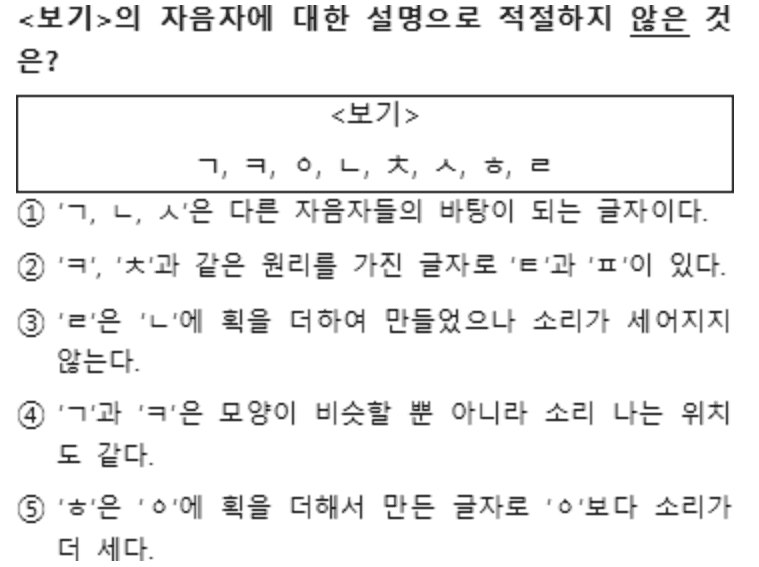 <보기>의 자음자에 대한 설명으로 적절하지 않은 것
은?
<보기>
ㄱ, ㅋ, ㅇ, ㄴ, ㅊ, ㅅ, ㅎ, ㄹ
① 'ㄱ, ㄴ, ㅅ'은 다른 자음자들의 바탕이 되는 글자이다.
② 'ㅋ', 'ㅊ'과 같은 원리를 가진 글자로 'ㅌ'과 'ㅍ'이 있다.
③ 'ㄹ'은 'ㄴ'에 획을 더하여 만들었으나 소리가 세어지지
않는다.
④ 'ㄱ'과 'ㅋ'은 모양이 비슷할 뿐 아니라 소리 나는 위치
도 같다.
⑤ 'ㅎ'은 'ㅇ'에 획을 더해서 만든 글자로 'ㅇ'보다 소리가
더 세다.